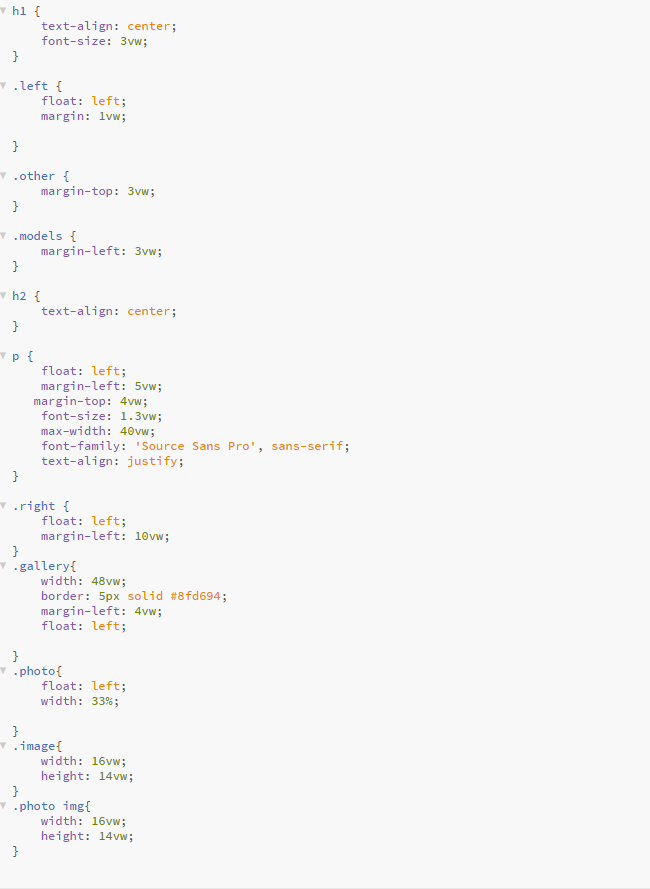 h1 {
text-align: center;
font-size: 3vw;
}
.left {
float: left;
margin: 1vw;
}
.other {
margin-top: 3vw;
}
.models {
margin-left: 3vw;
}
h2 {
text-align: center;
}
p {
float: left;
margin-left: 5vw;
margin-top: 4vw;
font-size: 1.3vw;
max-width: 40vw;
font-family: 'Source Sans Pro', sans-serif;
text-align: justify;
}
.right {
float: left;
margin-left: 10vw;
}
.gallery{
width: 48vw;
border: 5px solid #8fd694;
margin-left: 4vw;
float: left;
}
.photo{
float: left;
width: 33%;
}
.image{
width: 16vw;
height: 14vw;
}
.photo img{
width: 16vw;
height: 14vw;
}